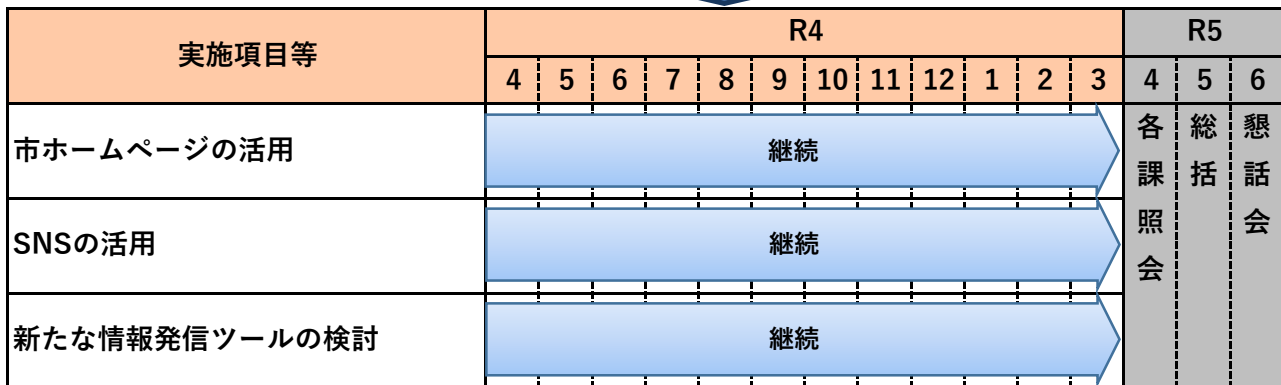 実施項目等
R4
R5
4 5 6 7 8 9 10 11 12 1 2 3 4 5 6
市ホームページの活用
継続
SNSの活用
継続
新たな情報発信ツールの検討
継続
各課照会
総括
懇話会